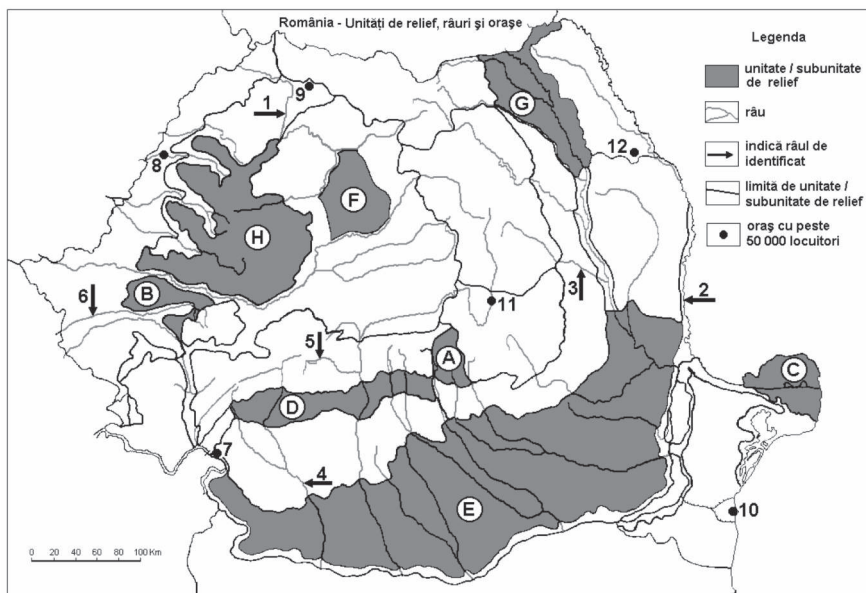 România - Unități de relief, râuri și orașe
Legenda
unitate / subunitate
de relief
râu
indică râul de
identificat
limită de unitate /
subunitate de relief
oraș cu peste
50 000 locuitori
9
1
G
12
8
F
H
B
6
11
3
2
5
A
C
D
7
4
E
10
0 20 40 60 80 100 Km